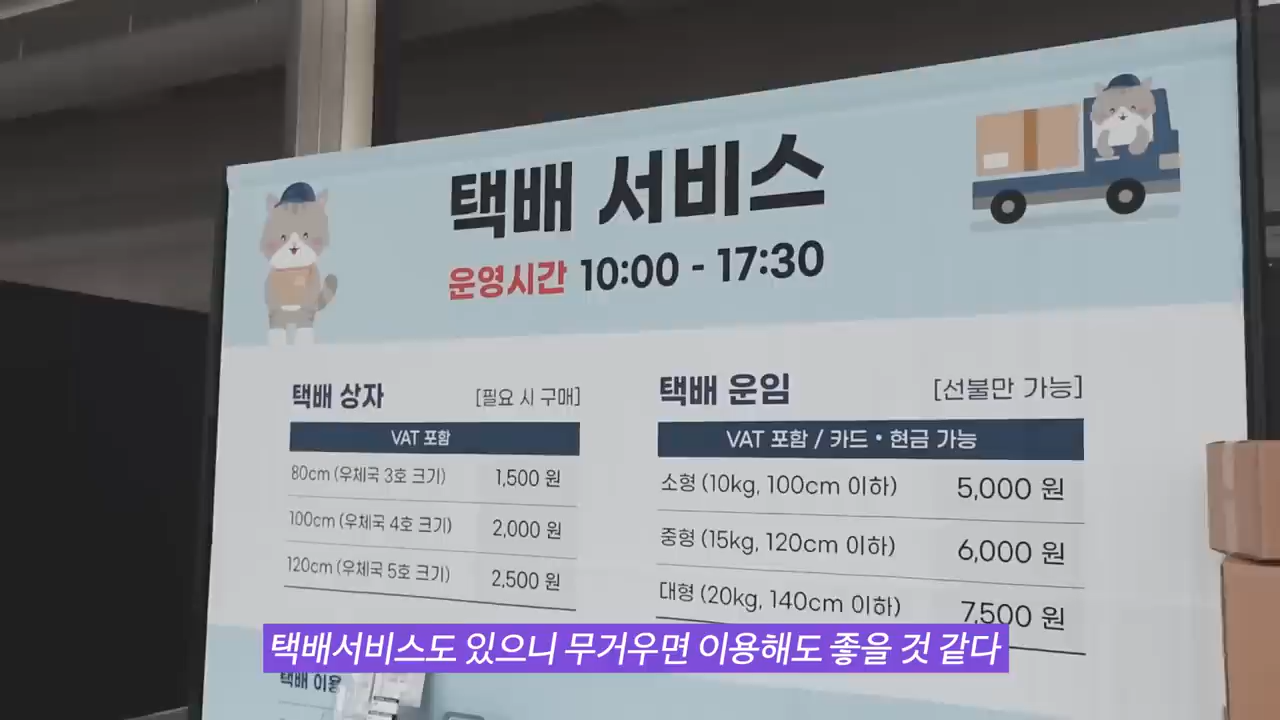 택배 서비스
운영시간 10:00 - 17:30
택배 상자 [필요 시 구매]
VAT 포함
80cm (우체국 3호 크기) 1,500 원
100cm (우체국 4호 크기) 2,000 원
120cm (우체국 5호 크기) 2,500 원
택배 운임 [선불만 가능]
VAT 포함 / 카드 • 현금 가능
소형 (10kg, 100cm 이하) 5,000 원
중형 (15kg, 120cm 이하) 6,000 원
대형 (20kg, 140cm 이하) 7,500 원
택배서비스도 있으니 무거우면 이용해도 좋을 것 같다
택배 이용